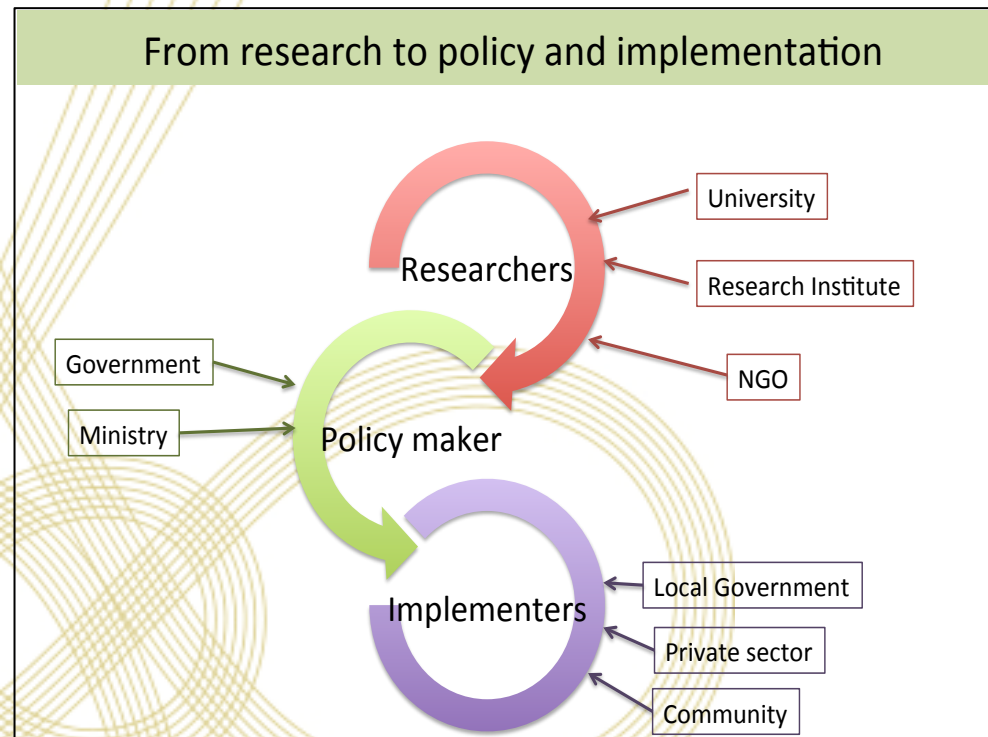 From research to policy and implementation
Researchers
University
Research Institute
NGO
Government
Ministry
Policy maker
Implementers
Local Government
Private sector
Community